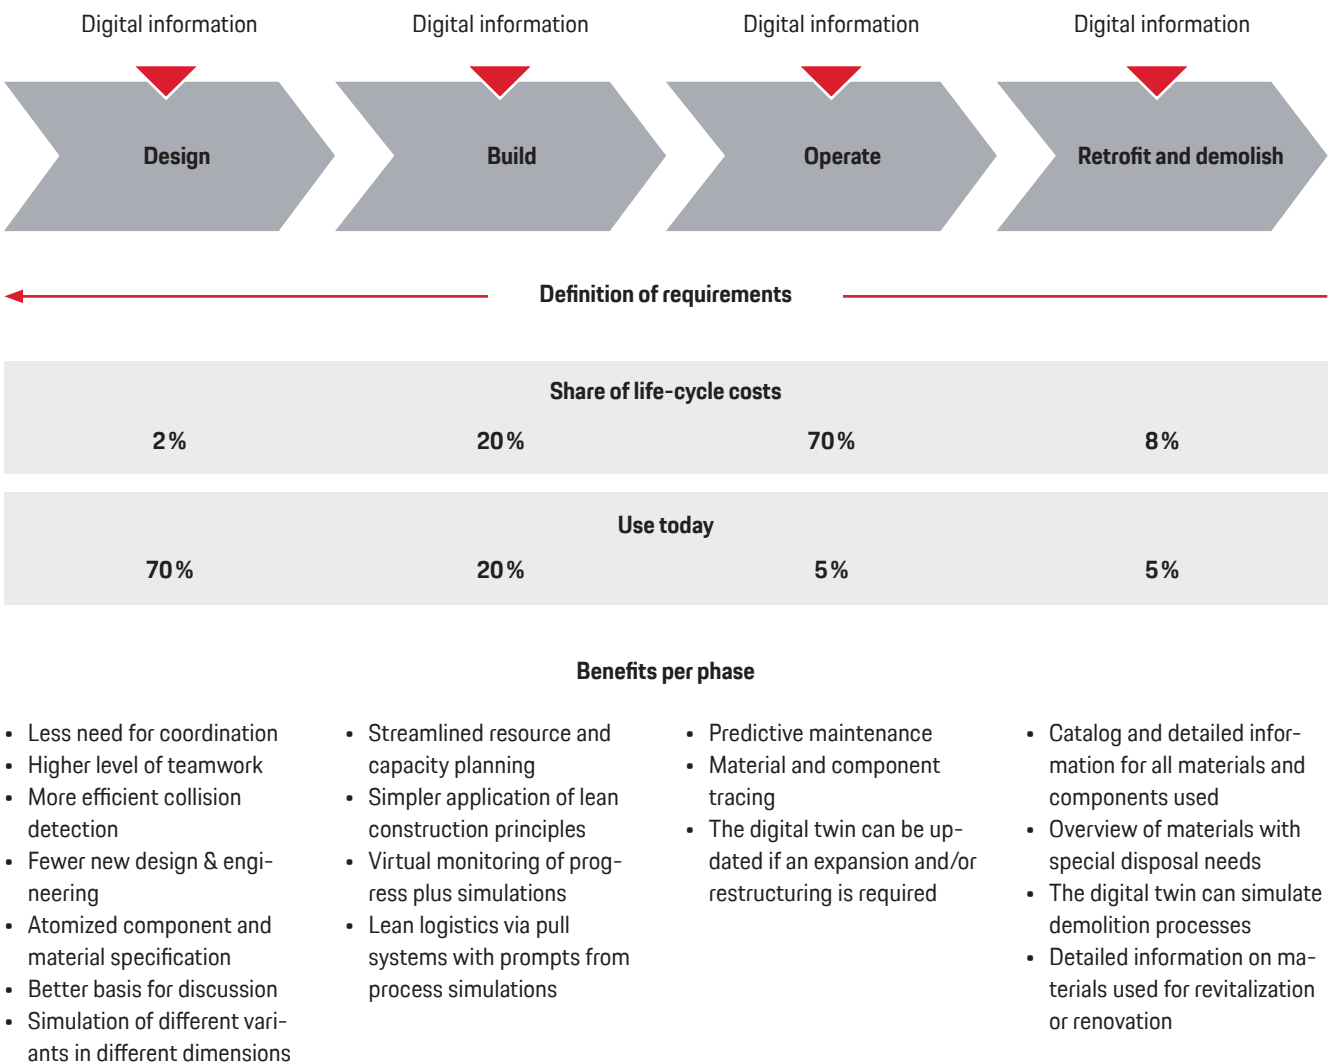 Digital information
Digital information
Digital information
Digital information
Design
Build
Operate
Retrofit and demolish
Definition of requirements
Share of life-cycle costs
2 %
20 %
70 %
8 %
Use today
70 %
20 %
5 %
5 %
Benefits per phase
• Less need for coordination
• Higher level of teamwork
• More efficient collision
detection
• Fewer new design & engi-
neering
• Atomized component and
material specification
• Better basis for discussion
• Simulation of different vari-
ants in different dimensions
• Streamlined resource and
capacity planning
• Simpler application of lean
construction principles
• Virtual monitoring of prog-
ress plus simulations
• Lean logistics via pull
systems with prompts from
process simulations
• Predictive maintenance
• Material and component
tracing
• The digital twin can be up-
dated if an expansion and/or
restructuring is required
• Catalog and detailed infor-
mation for all materials and
components used
• Overview of materials with
special disposal needs
• The digital twin can simulate
demolition processes
• Detailed information on ma-
terials used for revitalization
or renovation